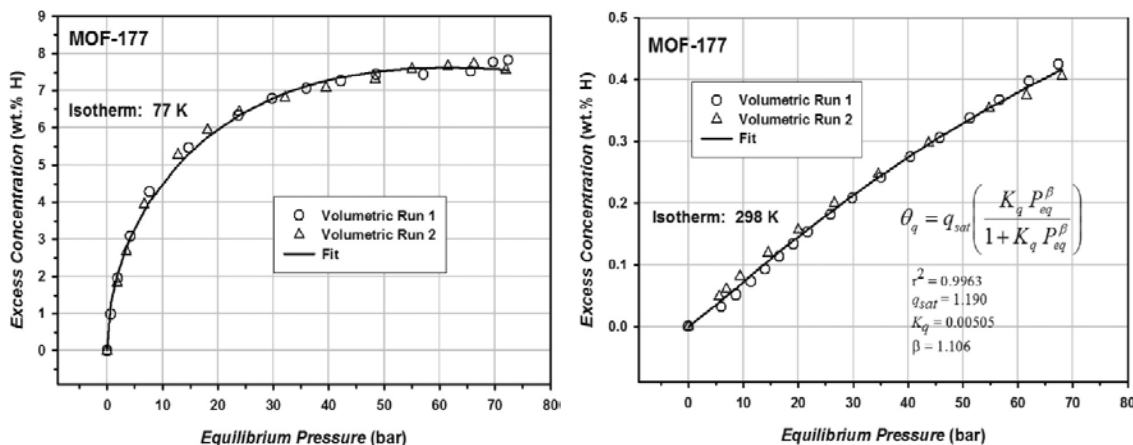 MOF-177
Isotherm: 77 K
Volumetric Run 1
Volumetric Run 2
Fit
Excess Concentration (wt.% H)
9
8
7
6
5
4
3
2
1
0
0 10 20 30 40 50 60 70 80
Equilibrium Pressure (bar)
MOF-177
Volumetric Run 1
Volumetric Run 2
Fit
Isotherm: 298 K
θq = qsat( Kq Peq^β / 1 + Kq Peq^β )
r² = 0.9963
qsat = 1.190
Kq = 0.00505
β = 1.106
Excess Concentration (wt.% H)
0.5
0.4
0.3
0.2
0.1
0.0
0 10 20 30 40 50 60 70 80
Equilibrium Pressure (bar)